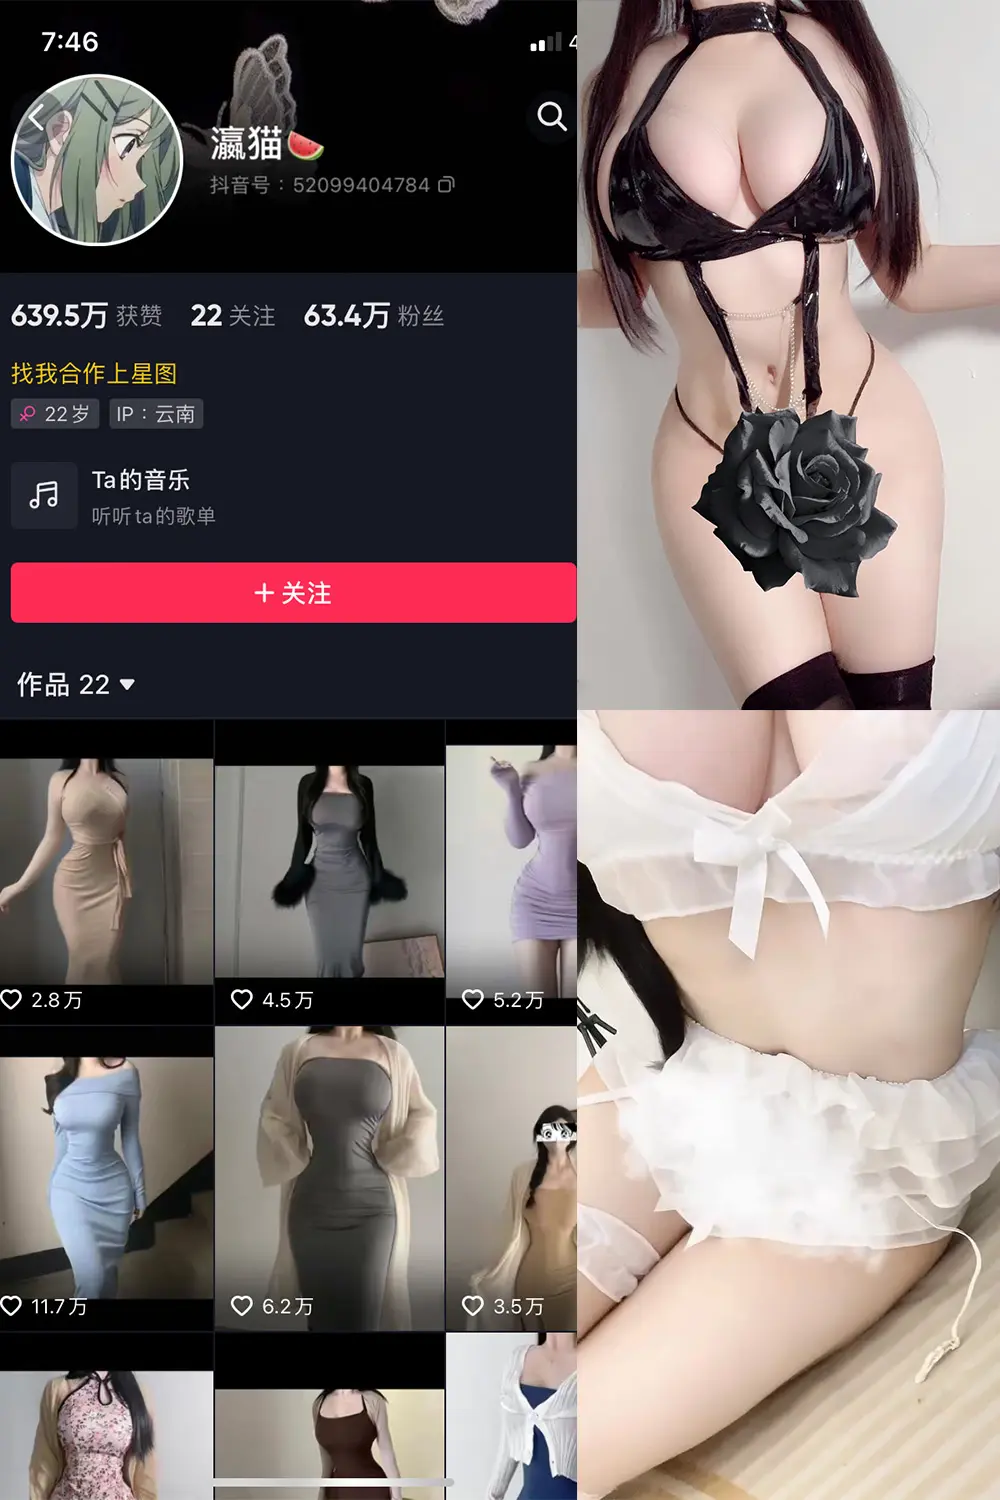 7:46
4
瀛猫🍉
抖音号：52099404784
639.5万 获赞 22 关注 63.4万 粉丝
找我合作上星图
22岁 IP：云南
Ta的音乐
听听ta的歌单
+ 关注
作品 22
2.8万 4.5万 5.2万
11.7万 6.2万 3.5万